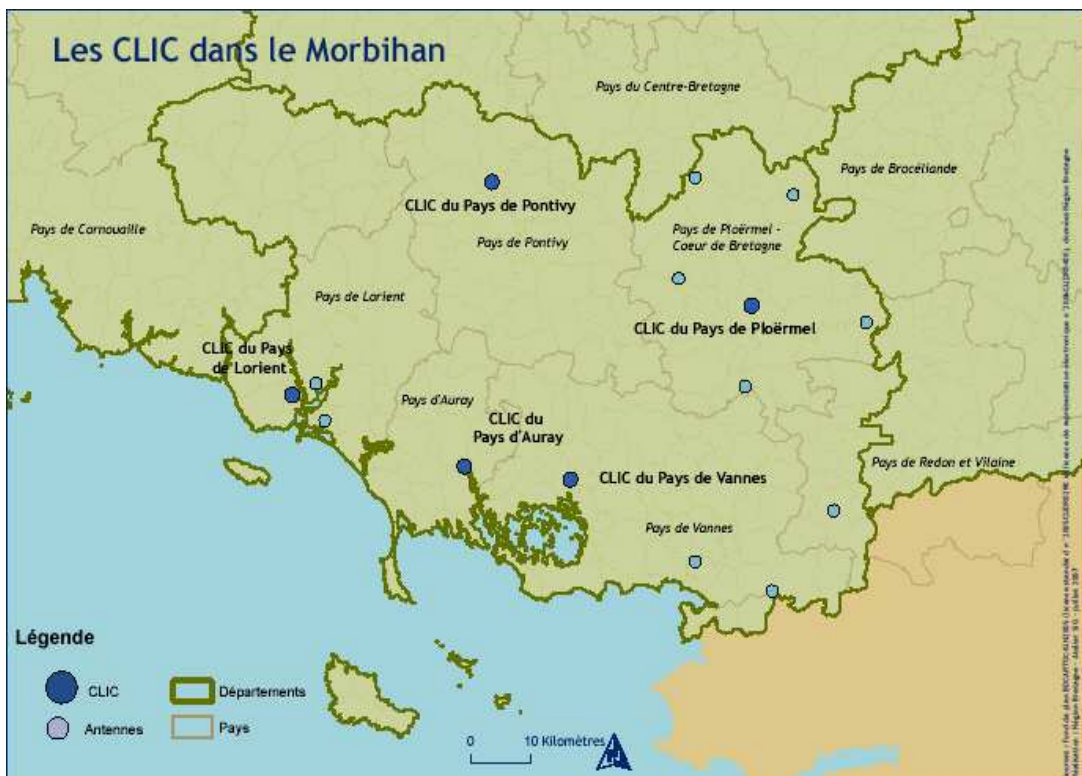 Les CLIC dans le Morbihan
Pays du Centre-Bretagne
Pays de Brocéliande
CLIC du Pays de Pontivy
Pays de Cornouaille
Pays de Pontivy
Pays de Ploërmel -
Coeur de Bretagne
Pays de Lorient
CLIC du Pays de Ploërmel
CLIC du Pays
de Lorient
Pays d'Auray
CLIC du
Pays d'Auray
CLIC du Pays de Vannes
Pays de Redon et Vilaine
Pays de Vannes
Légende
CLIC
Départements
Antennes
Pays
0 10 Kilomètres